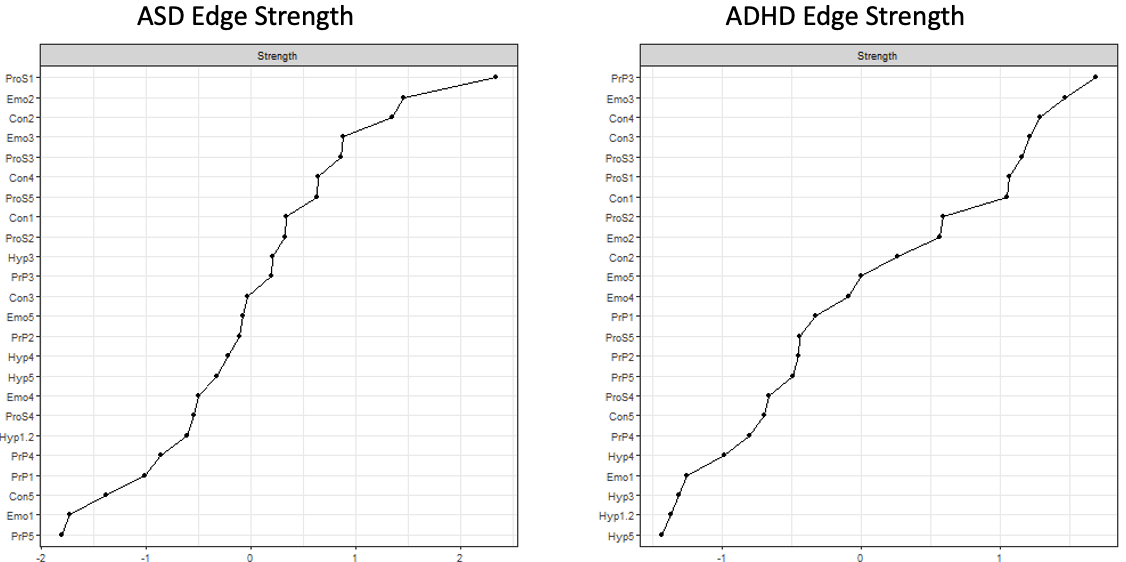 ASD Edge Strength
Strength
ProS1
Emo2
Con2
Emo3
ProS3
Con4
ProS5
Con1
ProS2
Hyp3
PrP3
Con3
Emo5
PrP2
Hyp4
Hyp5
Emo4
ProS4
Hyp1.2
PrP4
PrP1
Con5
Emo1
PrP5
-2 -1 0 1 2
ADHD Edge Strength
Strength
PrP3
Emo3
Con4
Con3
ProS3
ProS1
Con1
ProS2
Emo2
Con2
Emo5
Emo4
PrP1
ProS5
PrP2
PrP5
ProS4
Con5
PrP4
Hyp4
Emo1
Hyp3
Hyp1.2
Hyp5
-1 0 1